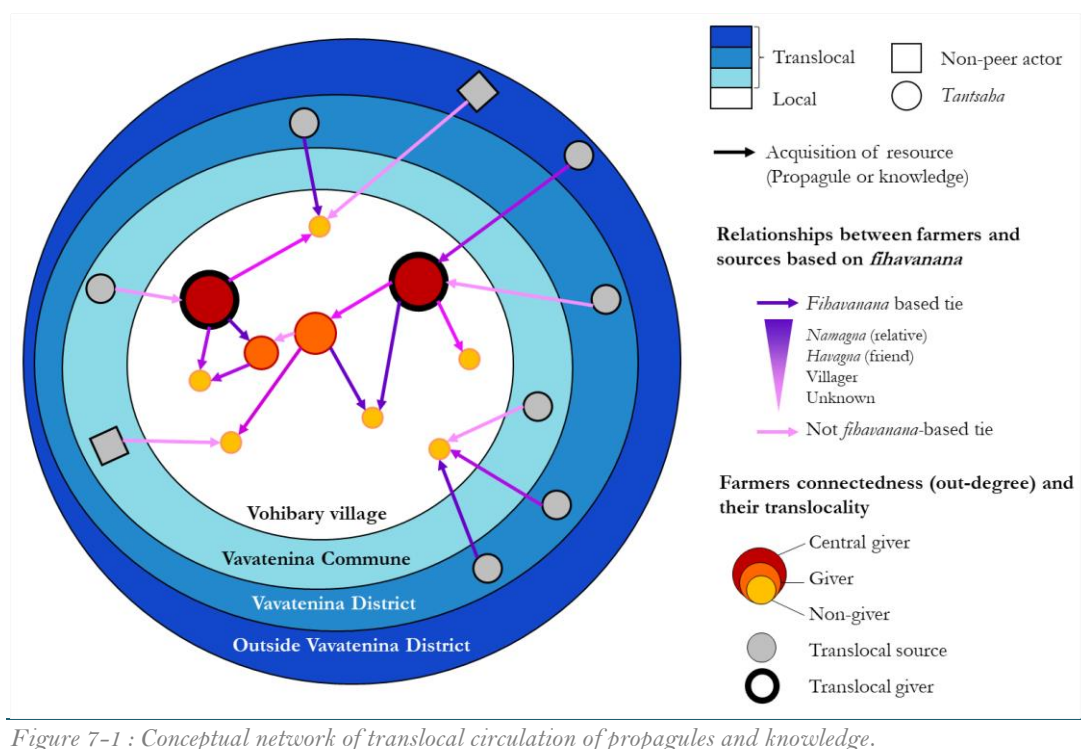 Vohibary village
Vavatenina Commune
Vavatenina District
Outside Vavatenina District
Translocal
Local
Non-peer actor
Tantsaha
Acquisition of resource
(Propagule or knowledge)
Relationships between farmers and
sources based on fihavanana
Fihavanana based tie
Namagna (relative)
Havagna (friend)
Villager
Unknown
Not fihavanana-based tie
Farmers connectedness (out-degree) and
their translocality
Central giver
Giver
Non-giver
Translocal source
Translocal giver
Figure 7-1 : Conceptual network of translocal circulation of propagules and knowledge.